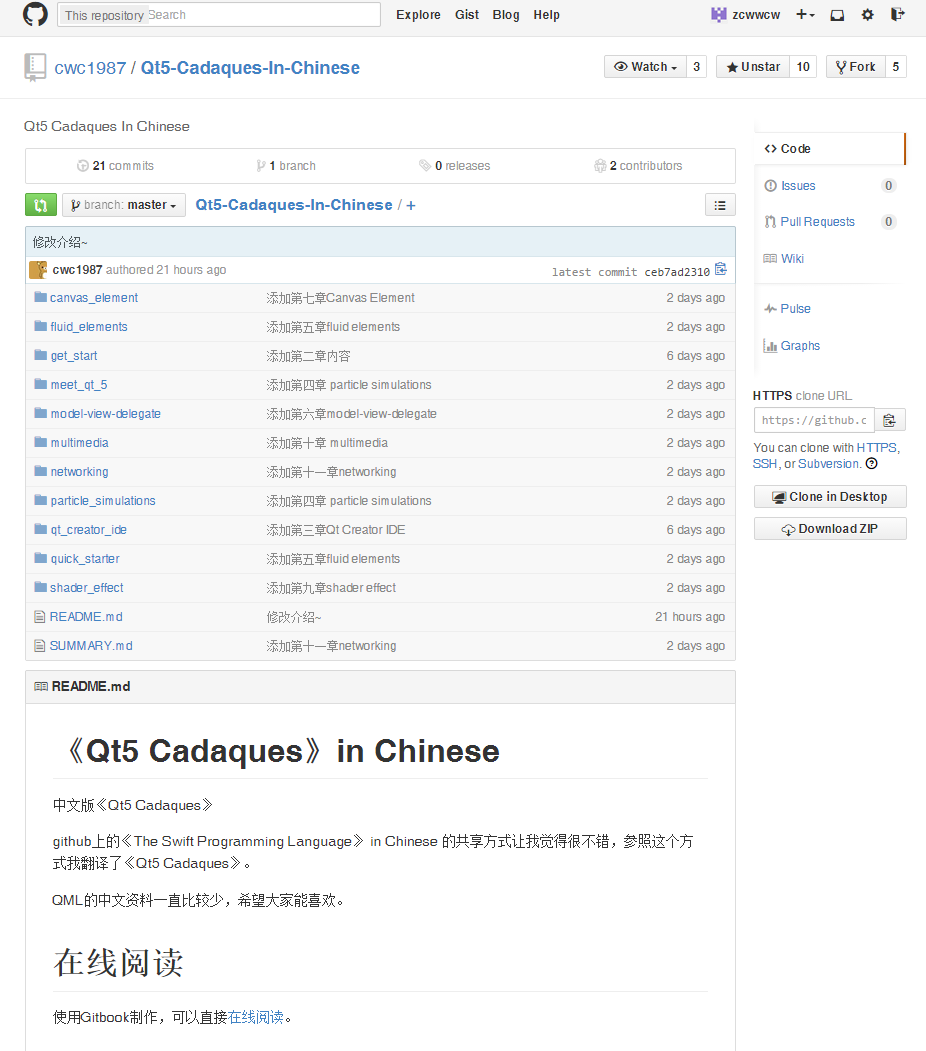 This repository Search Explore Gist Blog Help zcwwcw
cwc1987 / Qt5-Cadaques-In-Chinese Watch 3 Unstar 10 Fork 5
Qt5 Cadaques In Chinese
21 commits 1 branch 0 releases 2 contributors
branch: master Qt5-Cadaques-In-Chinese / +
修改介绍~
cwc1987 authored 21 hours ago latest commit ceb7ad2310
canvas_element 添加第七章Canvas Element 2 days ago
fluid_elements 添加第五章fluid elements 2 days ago
get_start 添加第二章内容 6 days ago
meet_qt_5 添加第四章 particle simulations 2 days ago
model-view-delegate 添加第六章model-view-delegate 2 days ago
multimedia 添加第十章 multimedia 2 days ago
networking 添加第十一章networking 2 days ago
particle_simulations 添加第四章 particle simulations 2 days ago
qt_creator_ide 添加第三章Qt Creator IDE 6 days ago
quick_starter 添加第五章fluid elements 2 days ago
shader_effect 添加第九章shader effect 2 days ago
README.md 修改介绍~ 21 hours ago
SUMMARY.md 添加第十一章networking 2 days ago
README.md
《Qt5 Cadaques》in Chinese
中文版《Qt5 Cadaques》
github上的《The Swift Programming Language》 in Chinese 的共享方式让我觉得很不错，参照这个方
式我翻译了《Qt5 Cadaques》。
QML的中文资料一直比较少，希望大家能喜欢。
在线阅读
使用Gitbook制作，可以直接在线阅读。
Code
Issues 0
Pull Requests 0
Wiki
Pulse
Graphs
HTTPS clone URL
https://github.c
You can clone with HTTPS,
SSH, or Subversion.
Clone in Desktop
Download ZIP